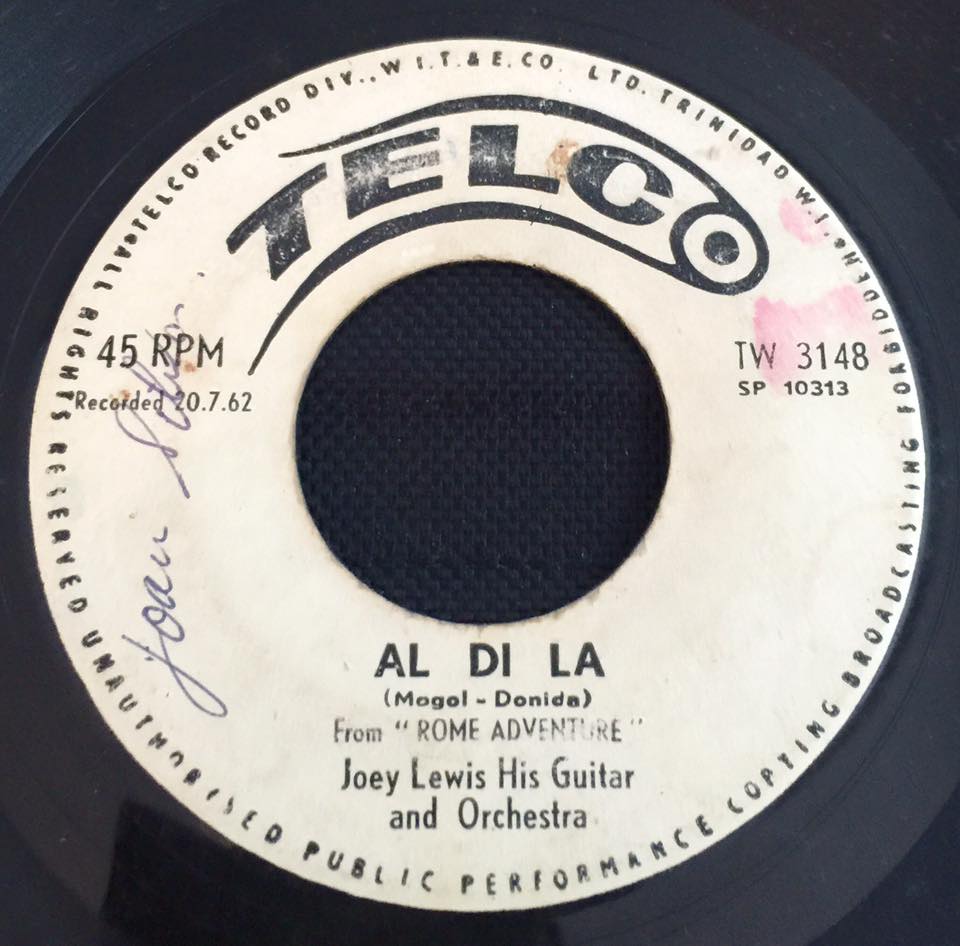 TELCO RECORD DIV., W.I.T.& E.CO. LTD. TRINIDAD W.I.
ALL RIGHTS RESERVED UNAUTHORISED PUBLIC PERFORMANCE COPYING BROADCASTING FORBIDDEN
TELCO
45 RPM
Recorded 20.7.62
TW 3148
SP 10313
Joan
AL DI LA
(Mogol - Donida)
From "ROME ADVENTURE"
Joey Lewis His Guitar
and Orchestra